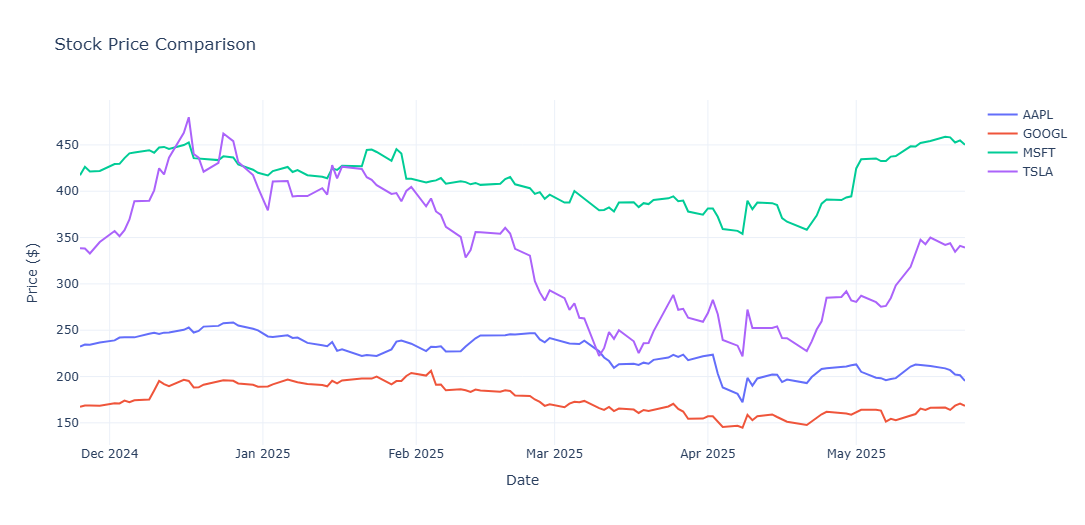 Stock Price Comparison
AAPL
GOOGL
MSFT
TSLA
450
400
350
300
250
200
150
Price ($)
Dec 2024
Jan 2025
Feb 2025
Mar 2025
Apr 2025
May 2025
Date